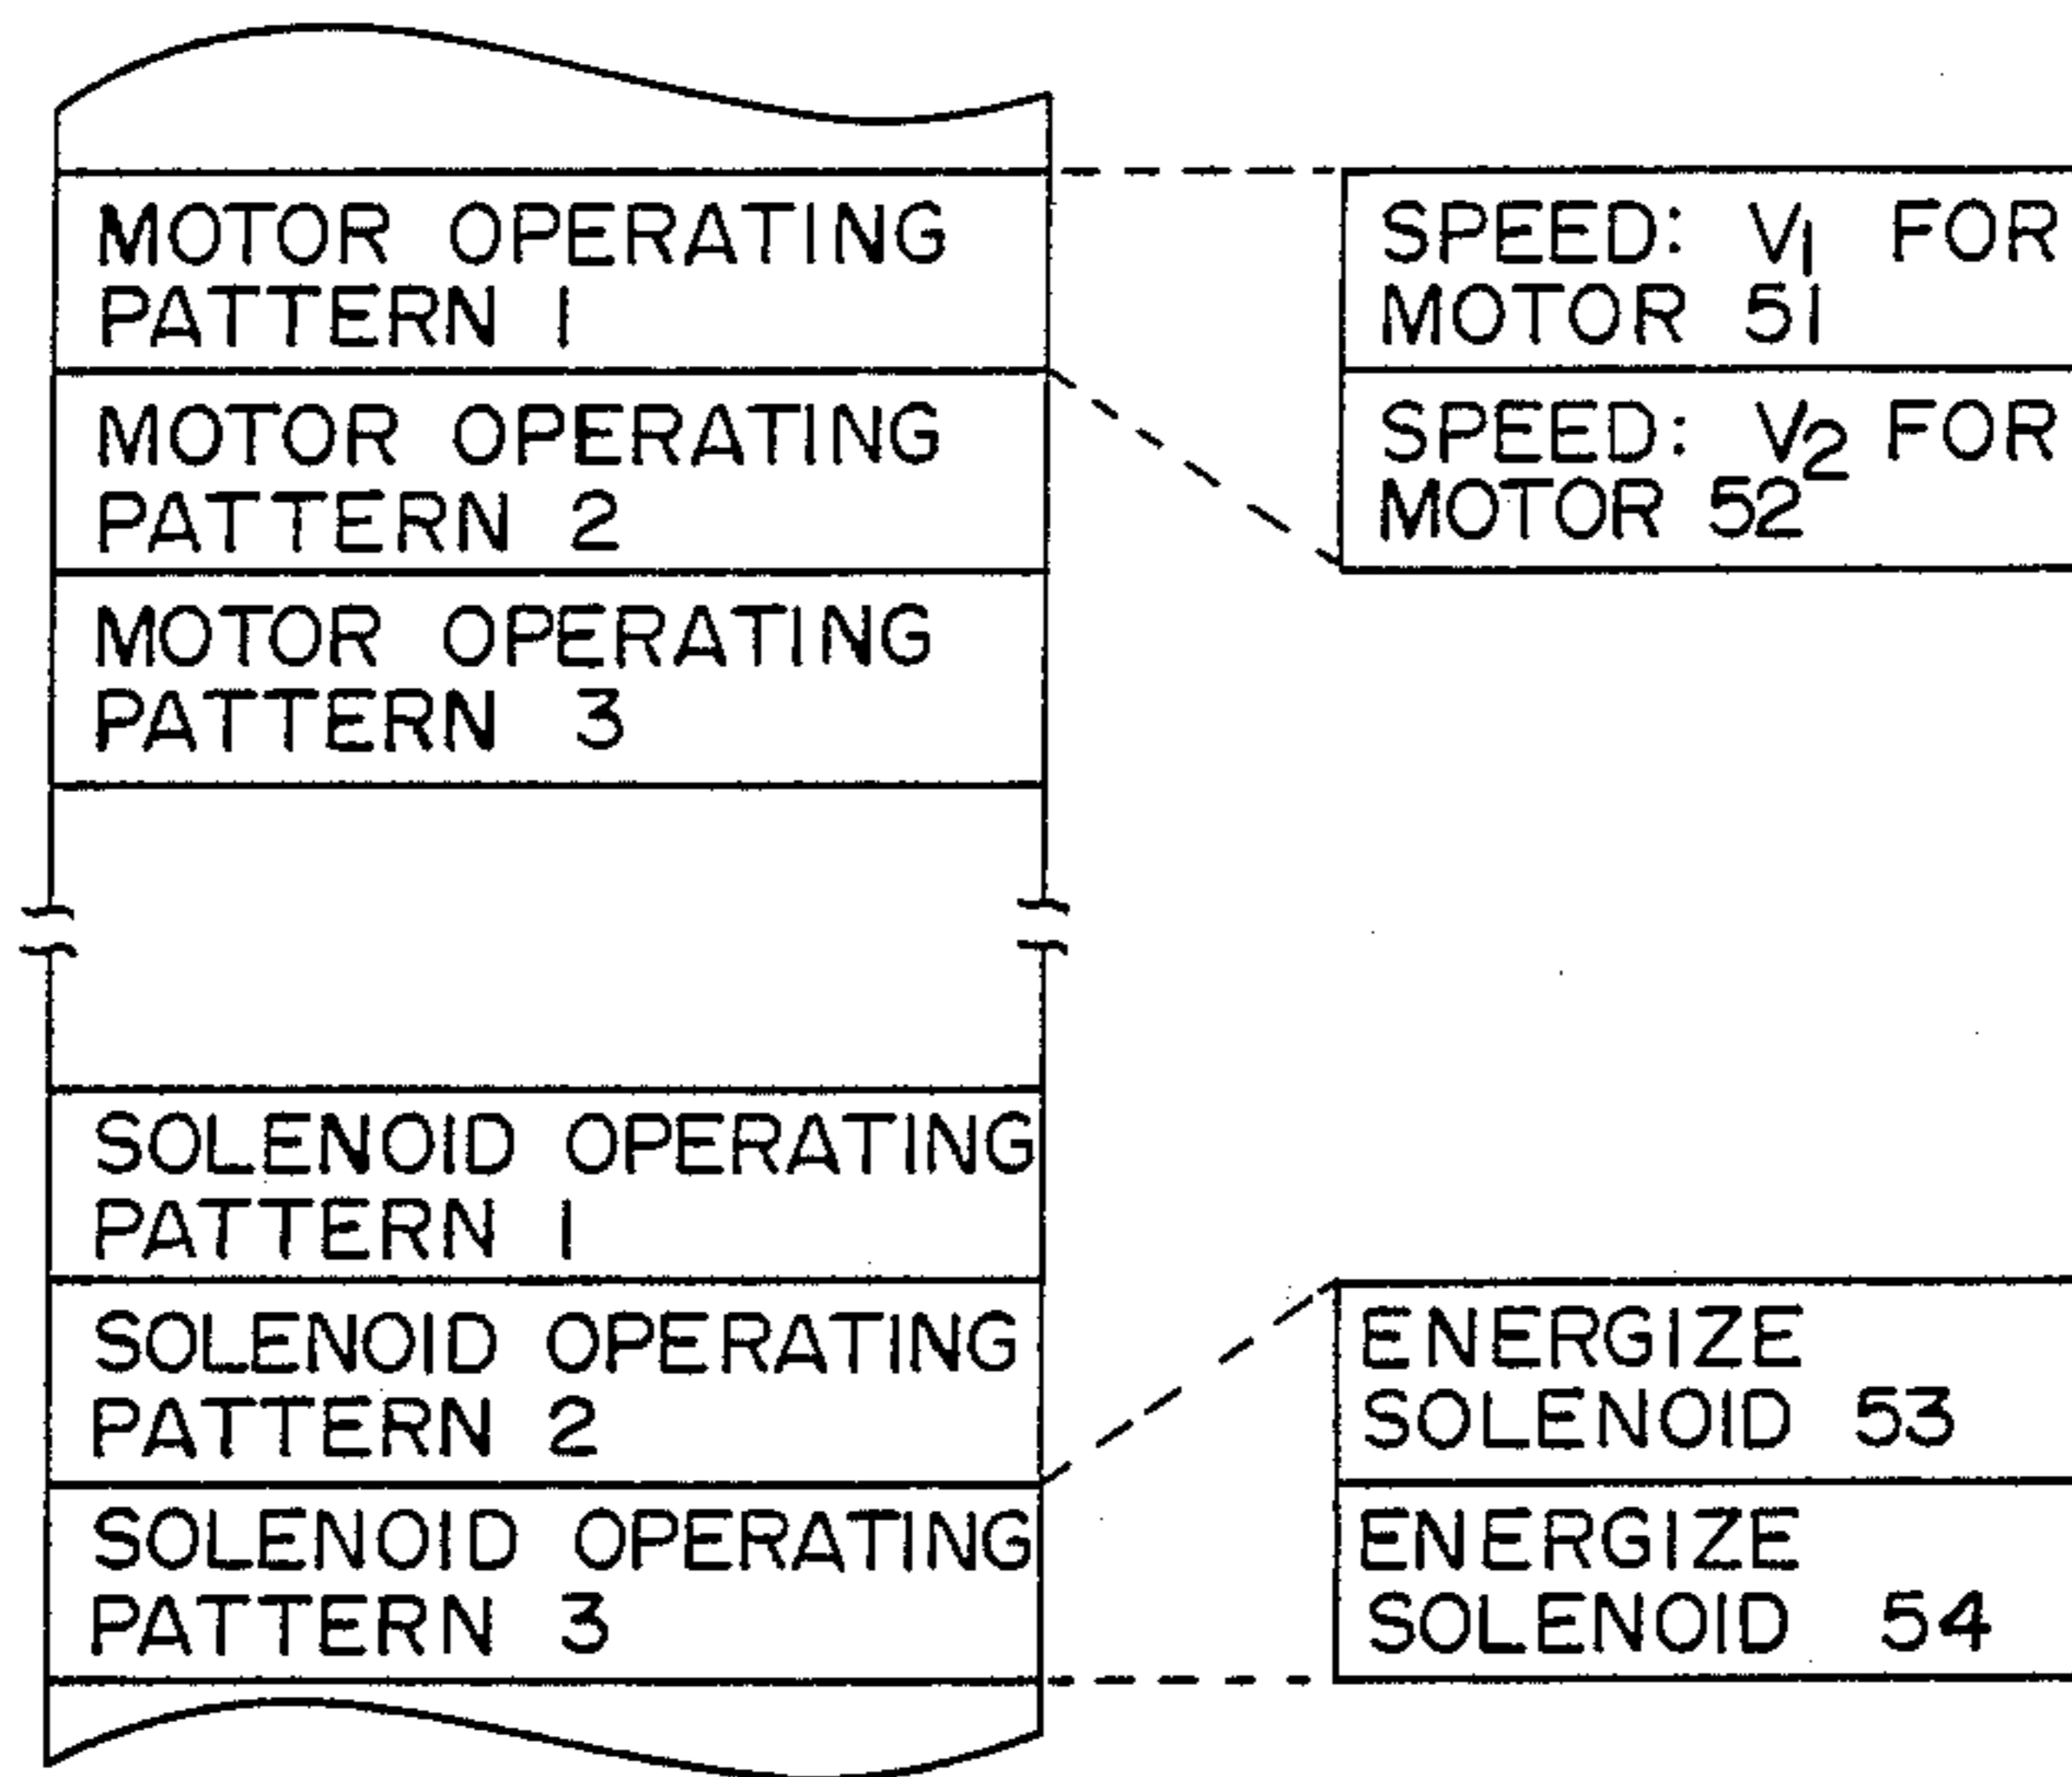 MOTOR OPERATING
PATTERN 1
MOTOR OPERATING
PATTERN 2
MOTOR OPERATING
PATTERN 3
SOLENOID OPERATING
PATTERN 1
SOLENOID OPERATING
PATTERN 2
SOLENOID OPERATING
PATTERN 3
SPEED: V1 FOR
MOTOR 51
SPEED: V2 FOR
MOTOR 52
ENERGIZE
SOLENOID 53
ENERGIZE
SOLENOID 54